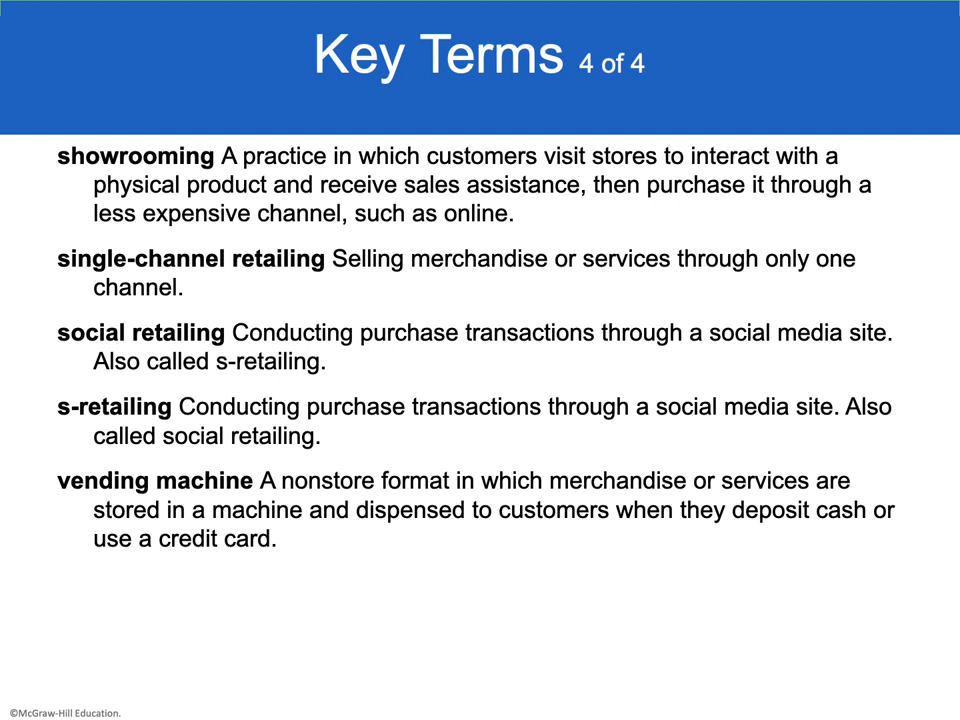 Key Terms 4 of 4
showrooming A practice in which customers visit stores to interact with a
physical product and receive sales assistance, then purchase it through a
less expensive channel, such as online.
single-channel retailing Selling merchandise or services through only one
channel.
social retailing Conducting purchase transactions through a social media site.
Also called s-retailing.
s-retailing Conducting purchase transactions through a social media site. Also
called social retailing.
vending machine A nonstore format in which merchandise or services are
stored in a machine and dispensed to customers when they deposit cash or
use a credit card.
©McGraw-Hill Education.